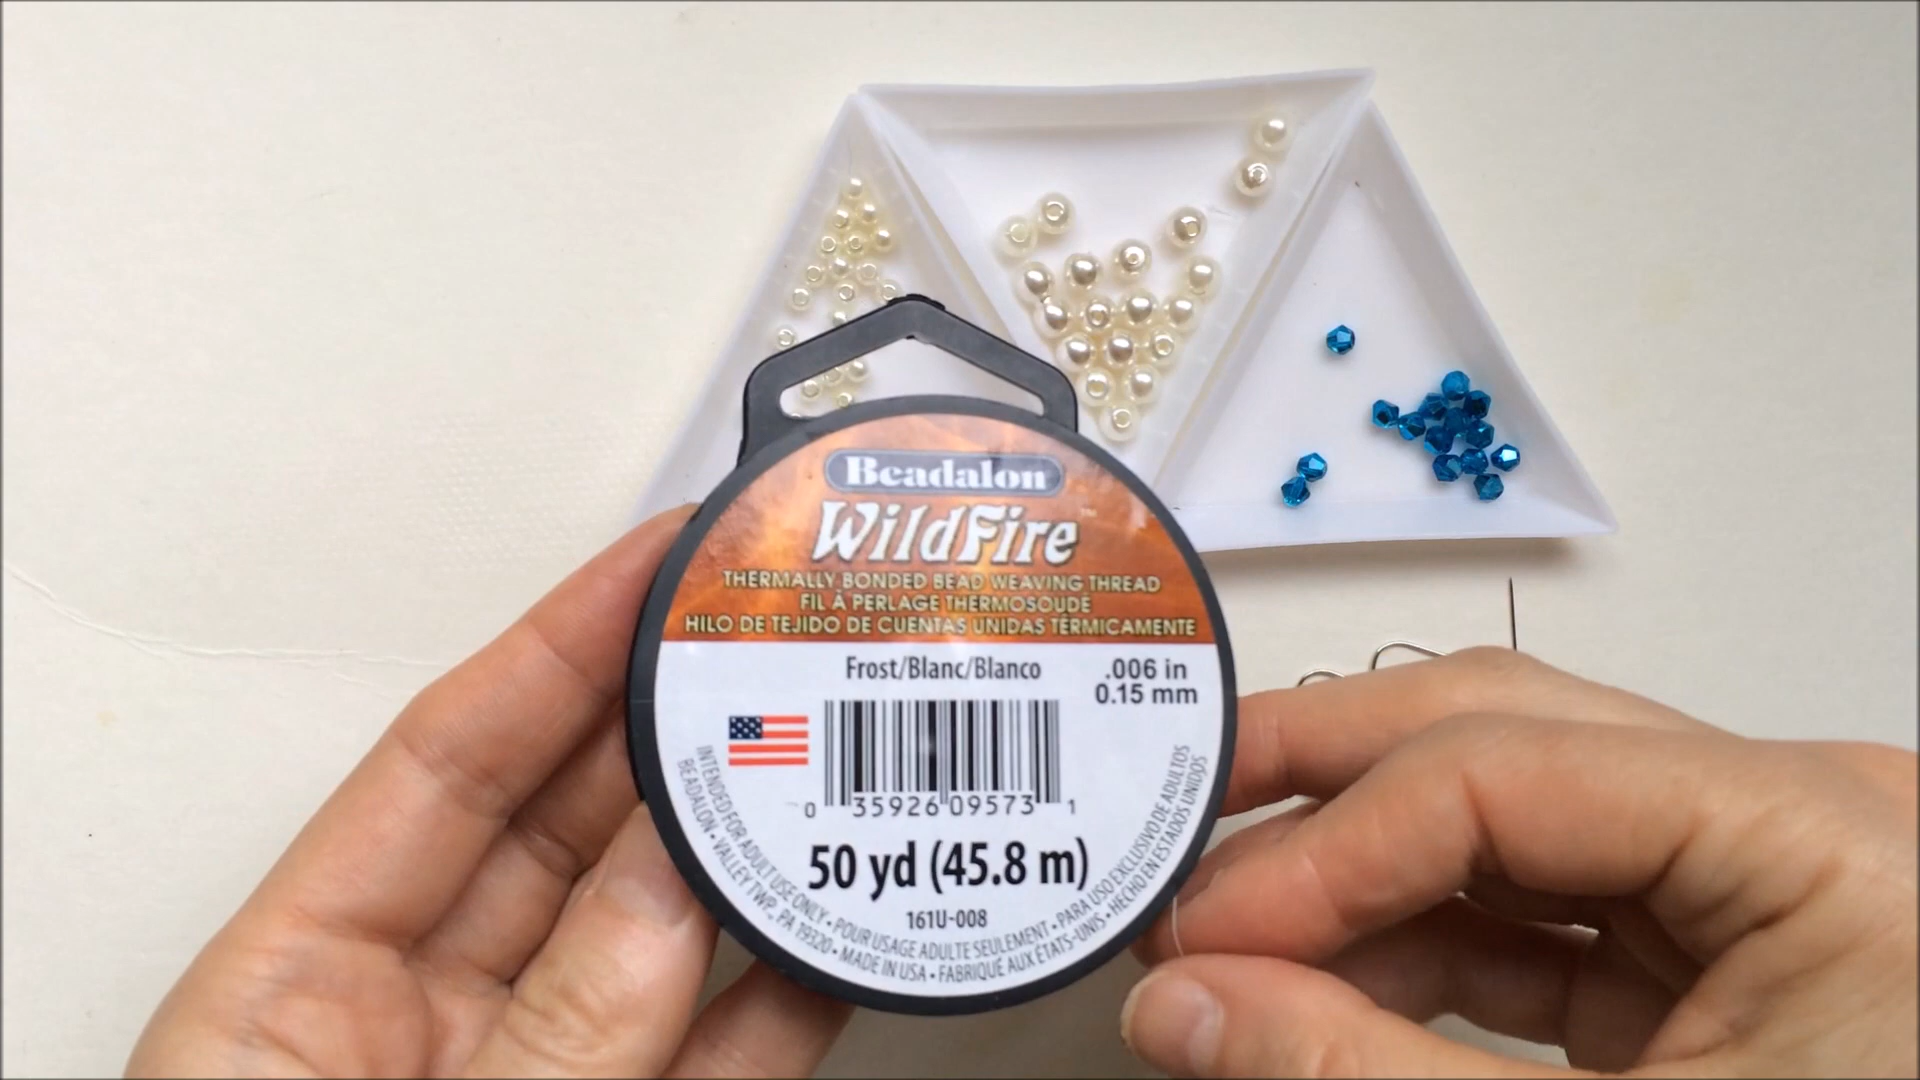 Beadalon
WildFire™
THERMALLY BONDED BEAD WEAVING THREAD
FIL À PERLAGE THERMOSOUDÉ
HILO DE TEJIDO DE CUENTAS UNIDAS TÉRMICAMENTE
Frost/Blanc/Blanco
.006 in
0.15 mm
0 35926 09573 1
50 yd (45.8 m)
161U-008
INTENDED FOR ADULT USE ONLY • POUR USAGE ADULTE SEULEMENT • PARA USO EXCLUSIVO DE ADULTOS
BEADALON • VALLEY TWP., PA 19320 • MADE IN USA • FABRIQUÉ AUX ÉTATS-UNIS • HECHO EN ESTADOS UNIDOS